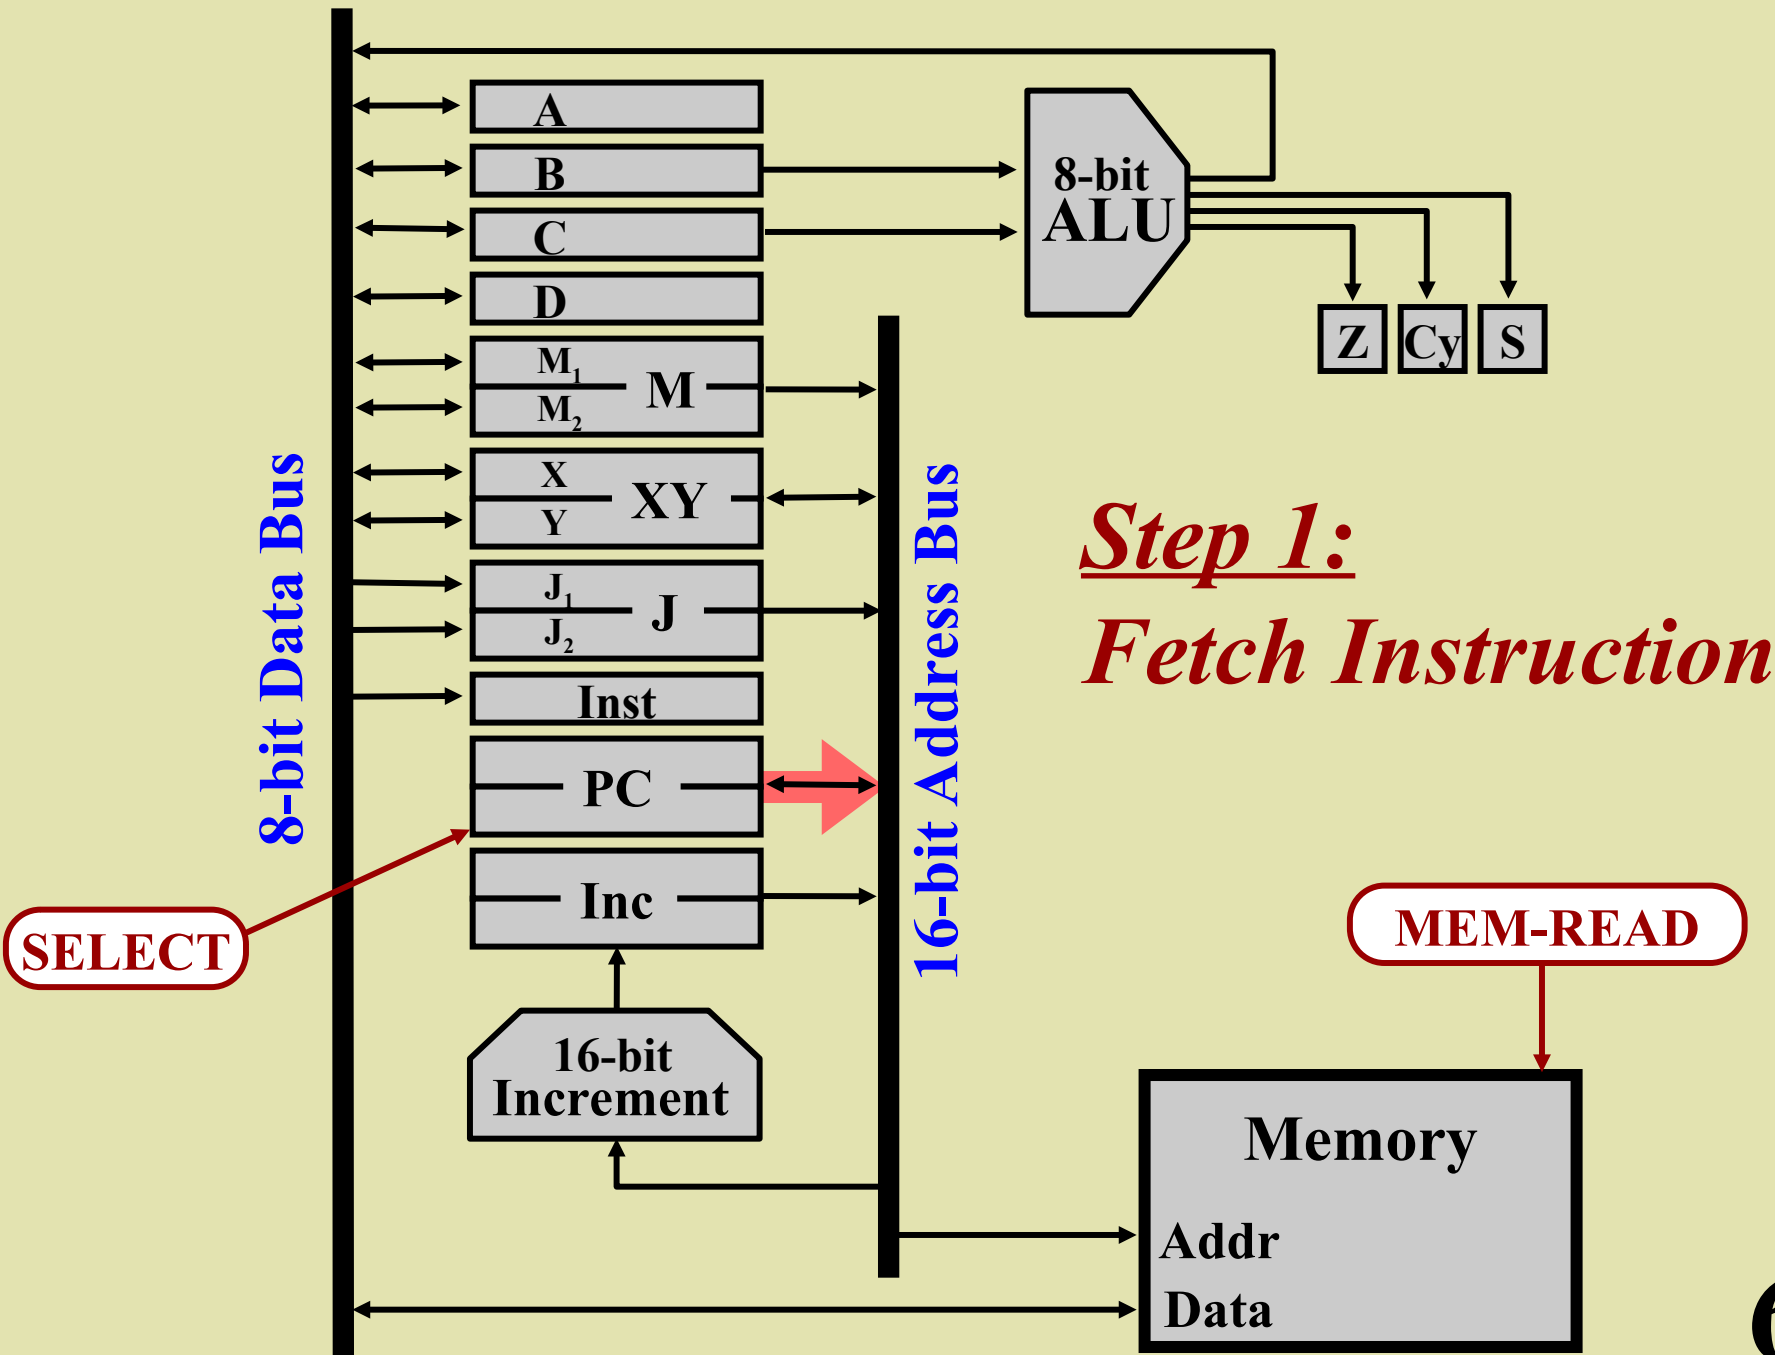 A
B
C
D
M1
M
M2
X
XY
Y
J1
J
J2
Inst
PC
Inc
16-bit
Increment
8-bit
ALU
Z
Cy
S
8-bit Data Bus
16-bit Address Bus
Step 1:
Fetch Instruction
SELECT
MEM-READ
Memory
Addr
Data